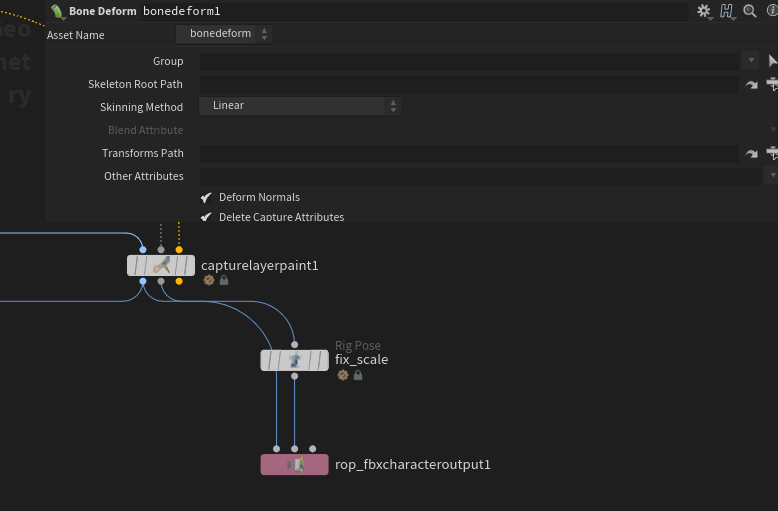 Bone Deform bonedeform1
Asset Name bonedeform
Group
Skeleton Root Path
Skinning Method Linear
Blend Attribute
Transforms Path
Other Attributes
Deform Normals
Delete Capture Attributes
eo
net
ry
capturelayerpaint1
Rig Pose
fix_scale
rop_fbxcharacteroutput1